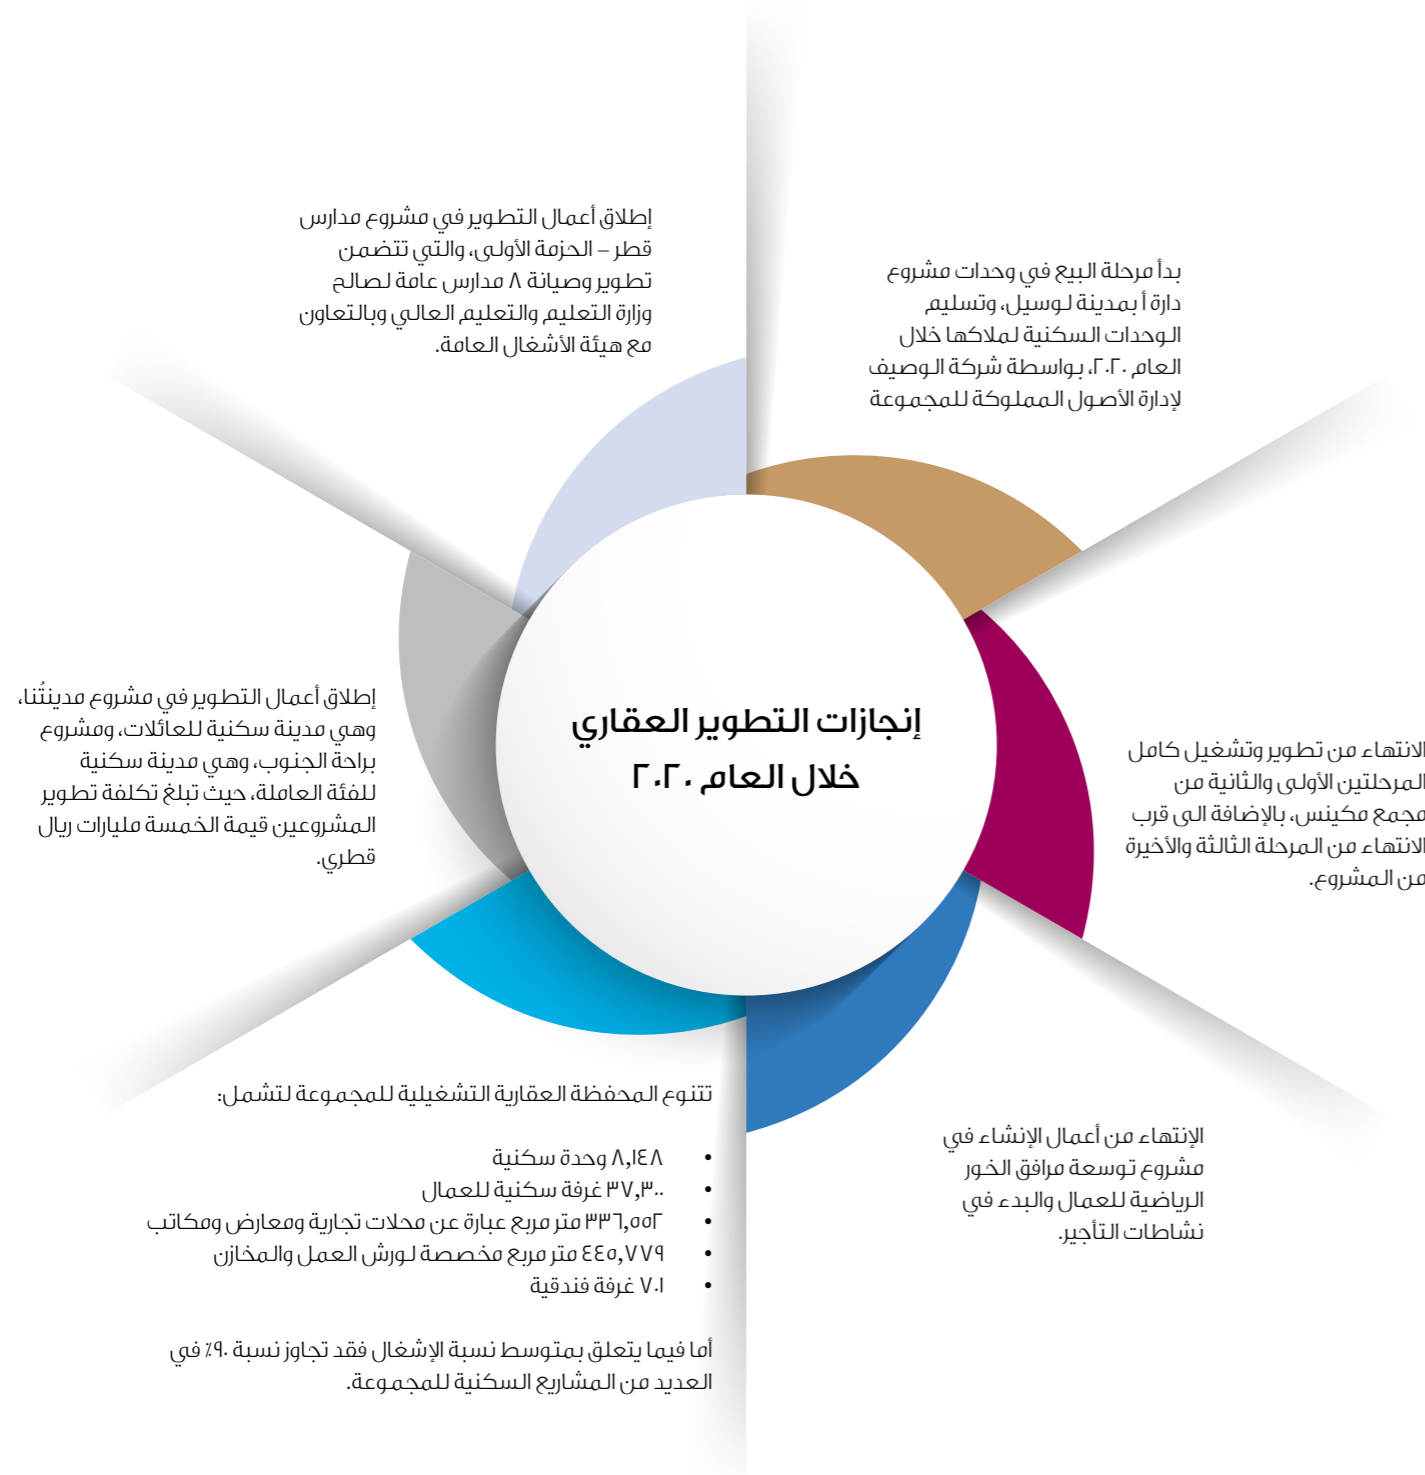 إنجازات التطوير العقاري
خلال العام ٢٠٢٠
بدأ مرحلة البيع في وحدات مشروع
دارة أ بمدينة لوسيل، وتسليم
الوحدات السكنية لملاكها خلال
العام ٢٠٢٠، بواسطة شركة الوصيف
لإدارة الأصول المملوكة للمجموعة
الانتهاء من تطوير وتشغيل كامل
المرحلتين الأولى والثانية من
مجمع مكينس، بالإضافة الى قرب
الانتهاء من المرحلة الثالثة والأخيرة
من المشروع.
الإنتهاء من أعمال الإنشاء في
مشروع توسعة مرافق الخور
الرياضية للعمال والبدء في
نشاطات التأجير.
تتنوع المحفظة العقارية التشغيلية للمجموعة لتشمل:
• ٨,١٤٨ وحدة سكنية
• ٣٧,٣٠٠ غرفة سكنية للعمال
• ٣٣٦,٥٥٢ متر مربع عبارة عن محلات تجارية ومعارض ومكاتب
• ٤٤٥,٧٧٩ متر مربع مخصصة لورش العمل والمخازن
• ٧٠١ غرفة فندقية
أما فيما يتعلق بمتوسط نسبة الإشغال فقد تجاوز نسبة ٩٠٪ في
العديد من المشاريع السكنية للمجموعة.
إطلاق أعمال التطوير في مشروع مدينتُنا،
وهي مدينة سكنية للعائلات، ومشروع
براحة الجنوب، وهي مدينة سكنية
للفئة العاملة، حيث تبلغ تكلفة تطوير
المشروعين قيمة الخمسة مليارات ريال
قطري.
إطلاق أعمال التطوير في مشروع مدارس
قطر – الحزمة الأولى، والتي تتضمن
تطوير وصيانة ٨ مدارس عامة لصالح
وزارة التعليم والتعليم العالي وبالتعاون
مع هيئة الأشغال العامة.